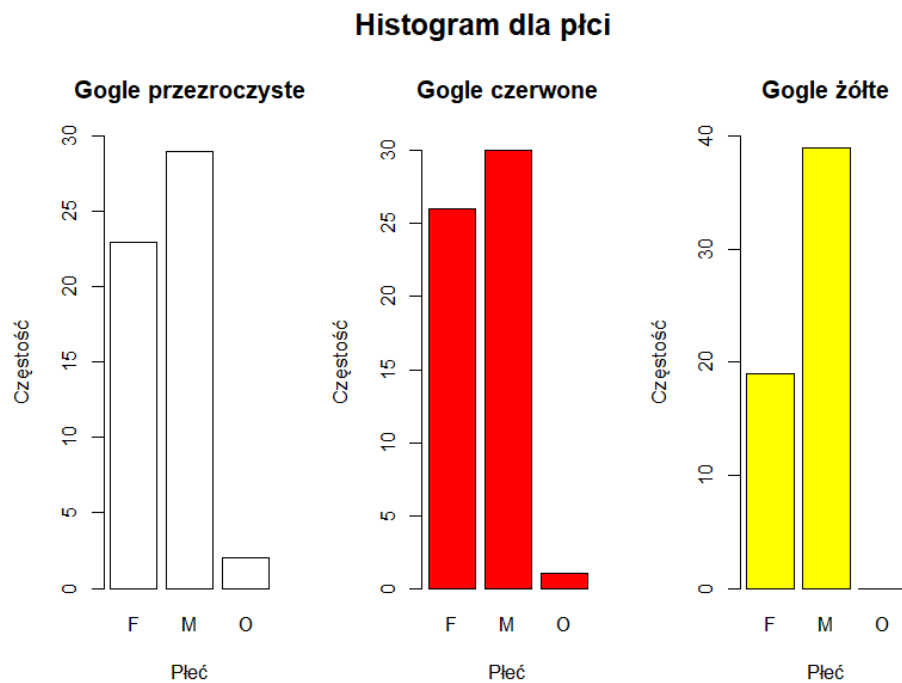 Histogram dla płci
Gogle przezroczyste
Częstość
0
5
10
15
20
25
30
F M O
Płeć
Gogle czerwone
Częstość
0
5
10
15
20
25
30
F M O
Płeć
Gogle żółte
Częstość
0
10
20
30
40
F M O
Płeć